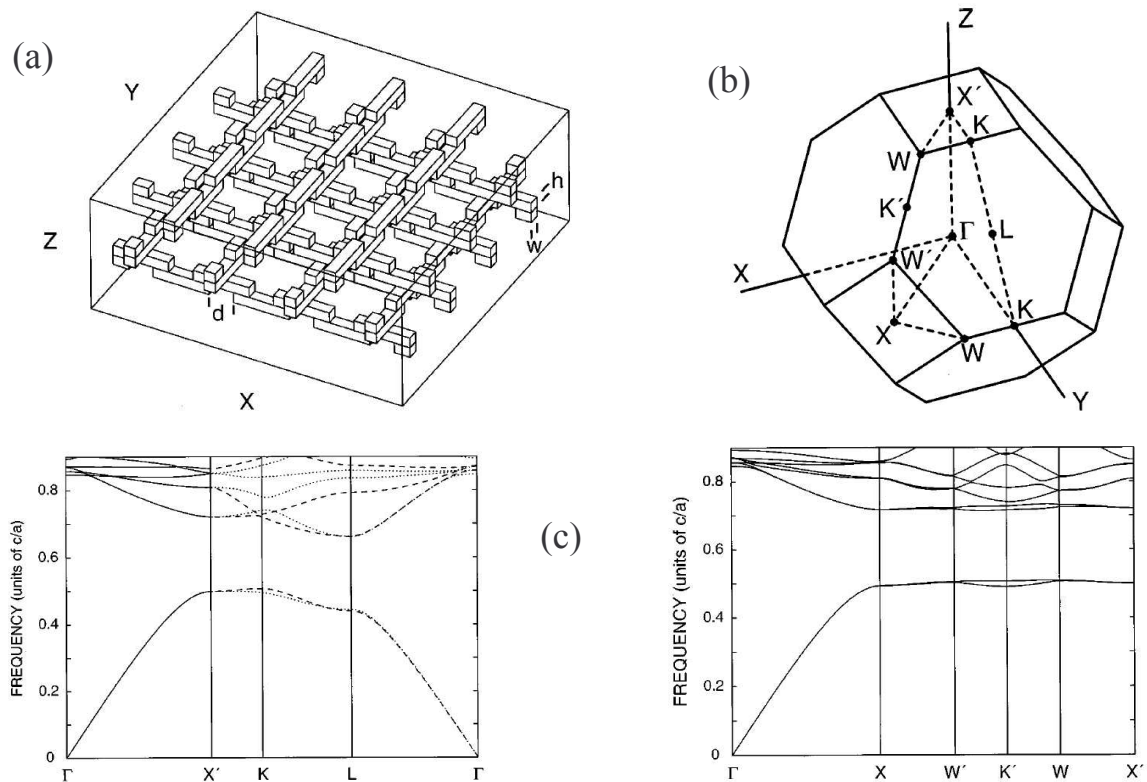 (a)
Y
Z
X
h
w
d
(b)
Z
X´
K
W
K´
Γ
L
W´
X
X
K
W
Y
(c)
FREQUENCY (units of c/a)
0.8
0.6
0.4
0.2
0
Γ X´ K L Γ
FREQUENCY (units of c/a)
0.8
0.6
0.4
0.2
0
Γ X W´ K´ W X´